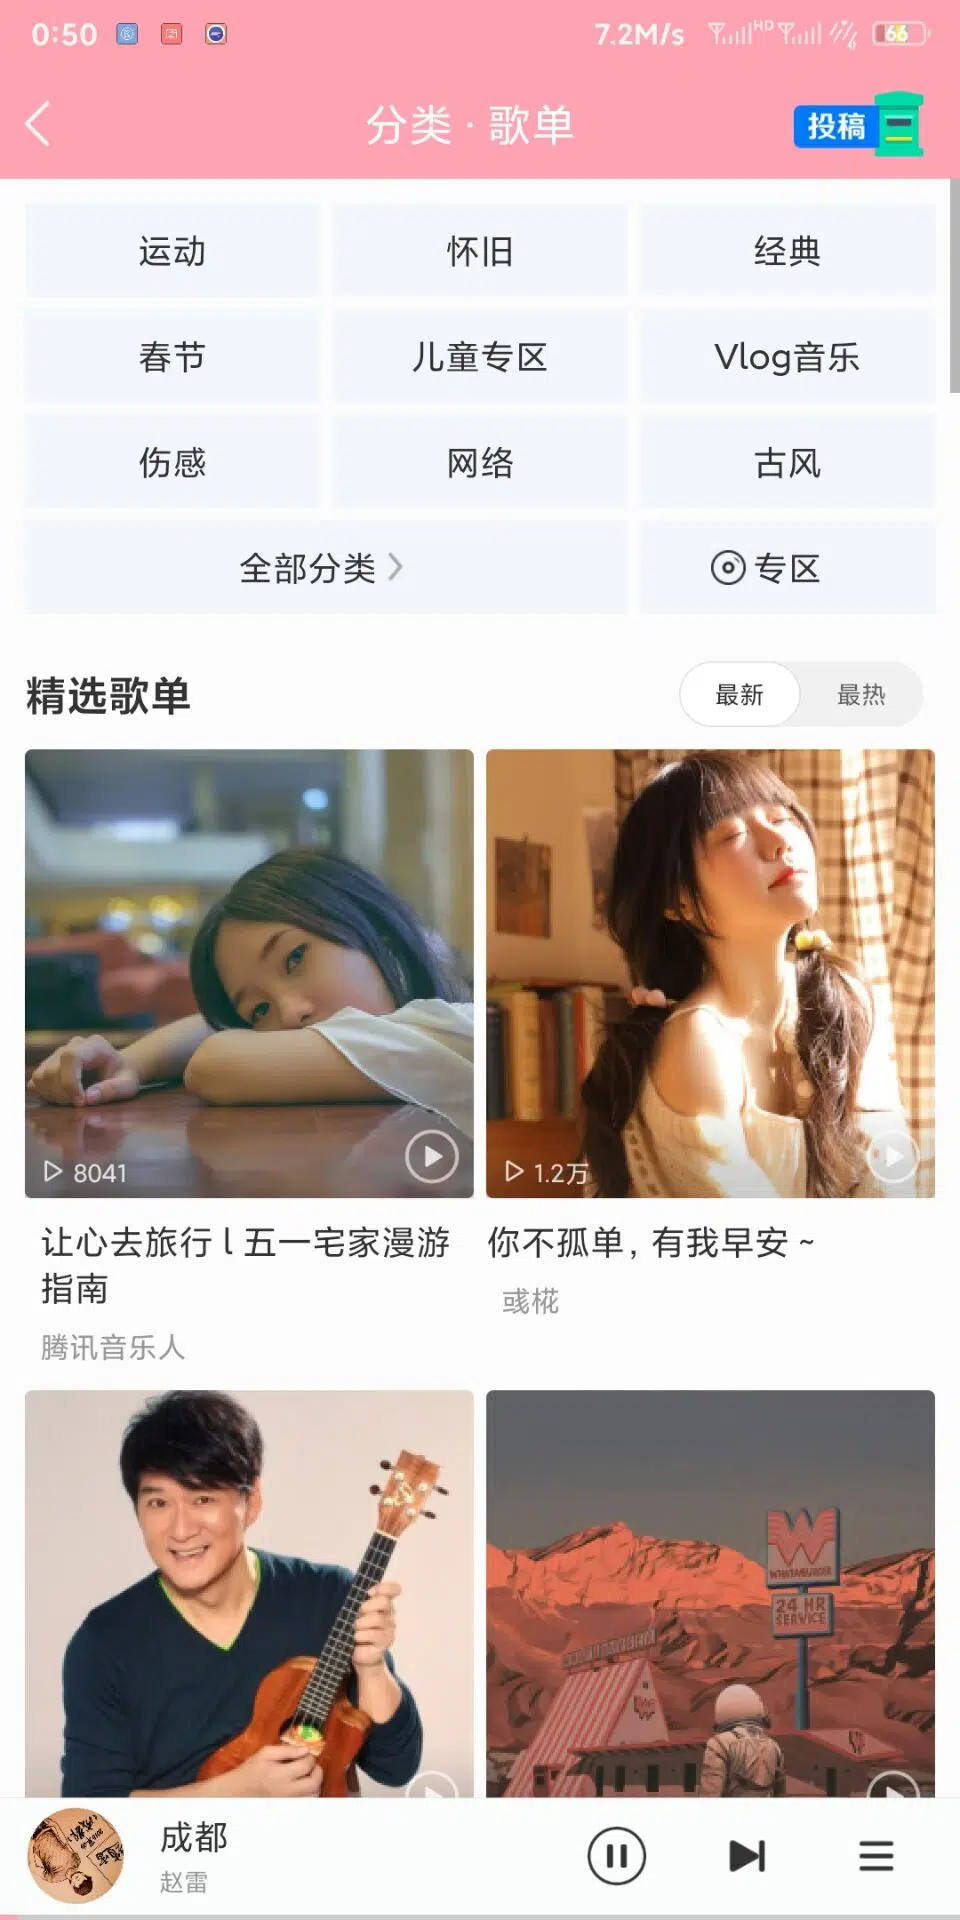 0:50 7.2M/s HD 66
分类·歌单
投稿
运动 怀旧 经典
春节 儿童专区 Vlog音乐
伤感 网络 古风
全部分类 专区
精选歌单 最新 最热
8041
1.2万
让心去旅行 l 五一宅家漫游
指南
腾讯音乐人
你不孤单，有我早安~
彧椛
WHATABURGER
24 HR
SERVICE
成都
赵雷